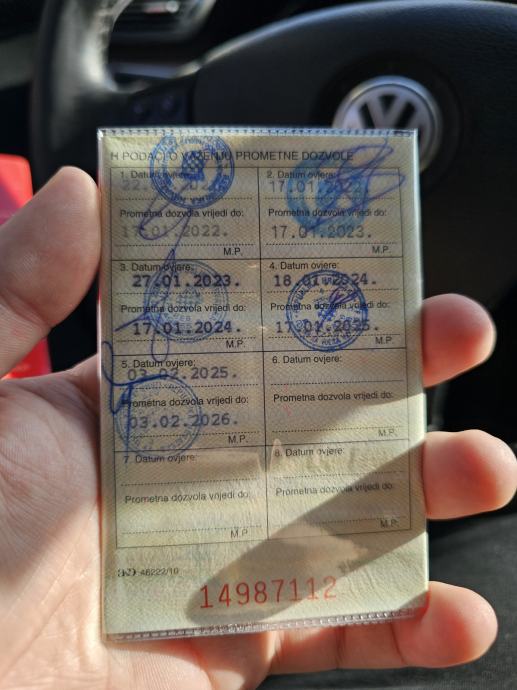 H PODACI O VAŽENJU PROMETNE DOZVOLE
1. Datum ovjere:
22.
Prometna dozvola vrijedi do:
17.01.2022.
M.P.
2. Datum ovjere:
17.01.2022.
Prometna dozvola vrijedi do:
17.01.2023.
M.P.
3. Datum ovjere:
27.01.2023.
Prometna dozvola vrijedi do:
17.01.2024.
M.P.
4. Datum ovjere:
18.01.2024.
Prometna dozvola vrijedi do:
17.01.2025.
M.P.
5. Datum ovjere:
03.02.2025.
Prometna dozvola vrijedi do:
03.02.2026.
M.P.
6. Datum ovjere:
Prometna dozvola vrijedi do:
M.P.
7. Datum ovjere:
Prometna dozvola vrijedi do:
M.P.
8. Datum ovjere:
Prometna dozvola vrijedi do:
M.P.
46222/10
14987112